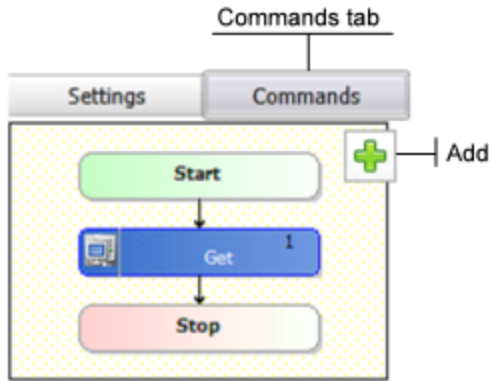 Commands tab
Settings Commands
Add
Start
1
Get
Stop